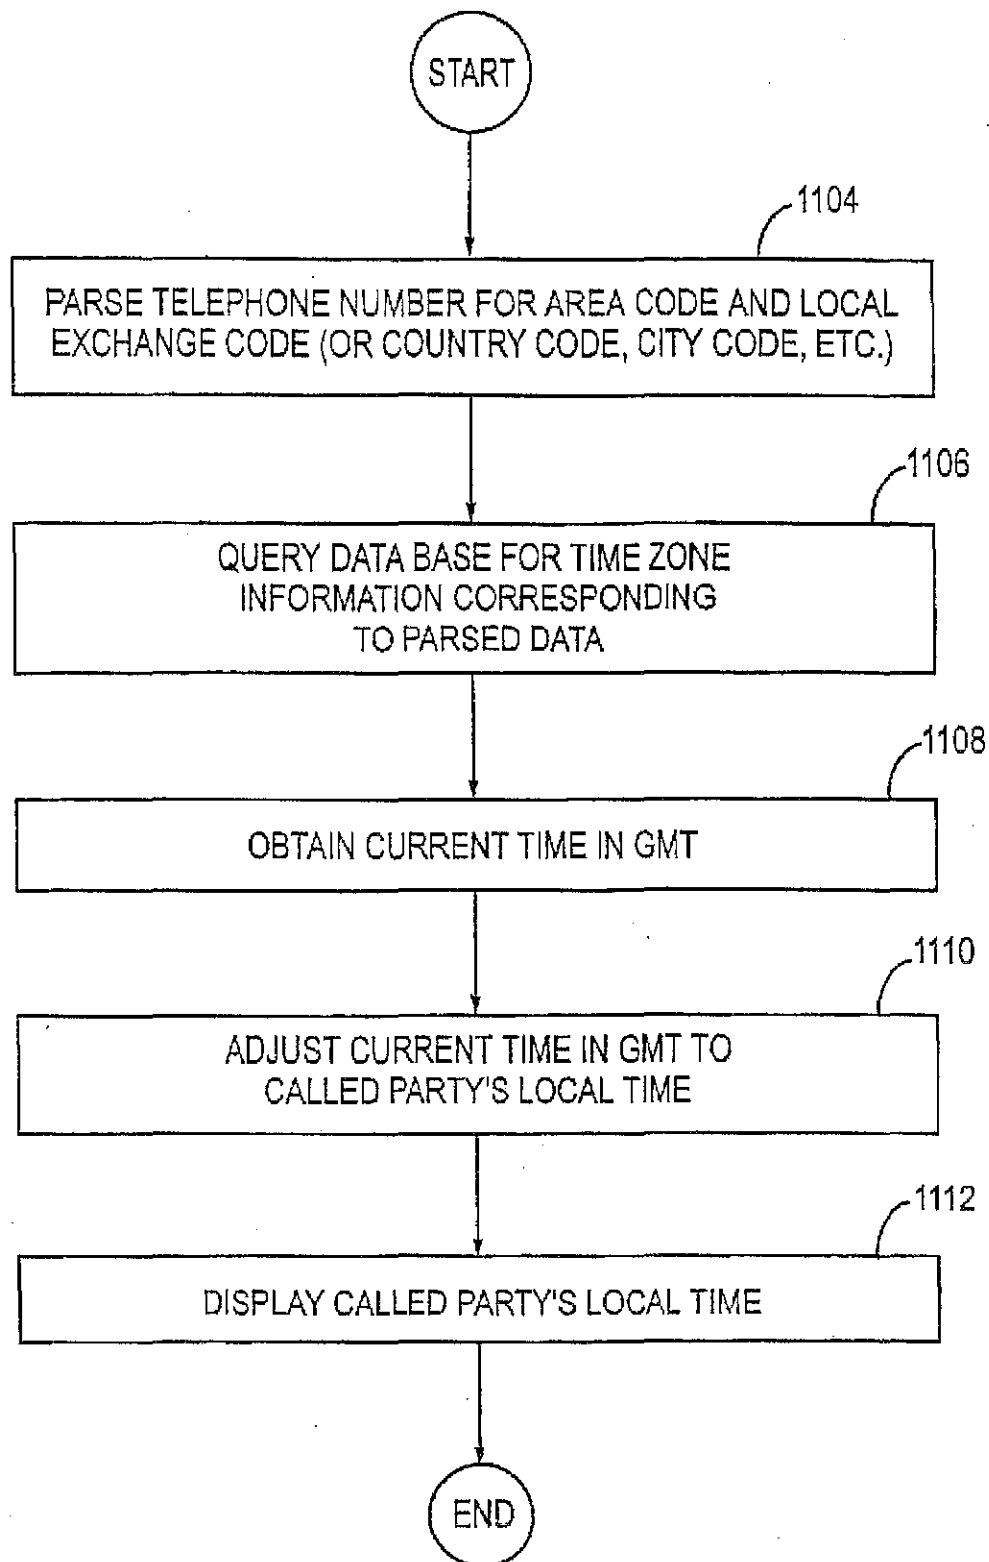 START
1104
PARSE TELEPHONE NUMBER FOR AREA CODE AND LOCAL
EXCHANGE CODE (OR COUNTRY CODE, CITY CODE, ETC.)
1106
QUERY DATA BASE FOR TIME ZONE
INFORMATION CORRESPONDING
TO PARSED DATA
1108
OBTAIN CURRENT TIME IN GMT
1110
ADJUST CURRENT TIME IN GMT TO
CALLED PARTY'S LOCAL TIME
1112
DISPLAY CALLED PARTY'S LOCAL TIME
END